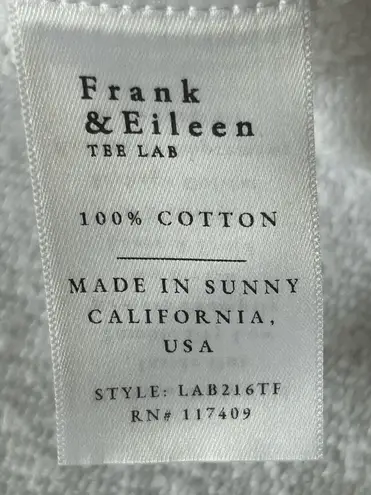 Frank
& Eileen
TEE LAB
100% COTTON
MADE IN SUNNY
CALIFORNIA,
USA
STYLE: LAB216TF
RN# 117409